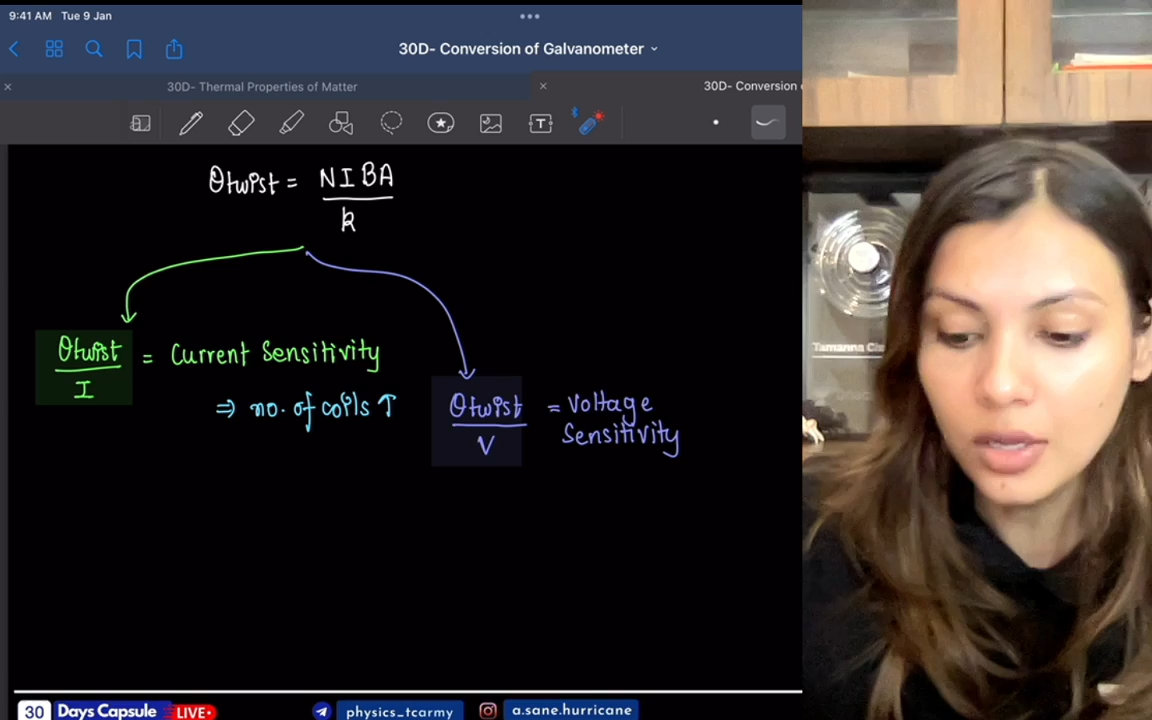 9:41 AM Tue 9 Jan
30D- Conversion of Galvanometer
30D- Thermal Properties of Matter
30D- Conversion
T
θtwist = NIBA
k
θtwist
I
= Current Sensitivity
⇒ no. of coils ↑
θtwist
V
= Voltage
Sensitivity
Tamanna
30 Days Capsule LIVE
physics_tcarmy
a.sane.hurricane